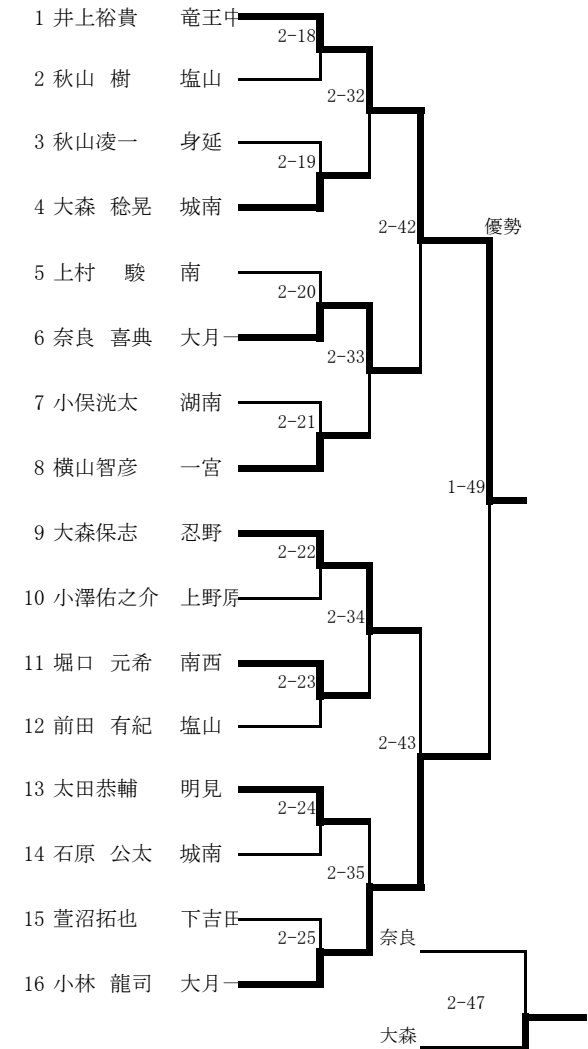 1 井上裕貴 竜王中
2-18
2 秋山 樹 塩山
2-32
3 秋山凌一 身延
2-19
4 大森 稔晃 城南
2-42 優勢
5 上村 駿 南
2-20
6 奈良 喜典 大月一
2-33
7 小俣洸太 湖南
2-21
8 横山智彦 一宮
1-49
9 大森保志 忍野
2-22
10 小澤佑之介 上野原
2-34
11 堀口 元希 南西
2-23
12 前田 有紀 塩山
2-43
13 太田恭輔 明見
2-24
14 石原 公太 城南
2-35
15 萱沼拓也 下吉田
2-25 奈良
16 小林 龍司 大月一
2-47
大森